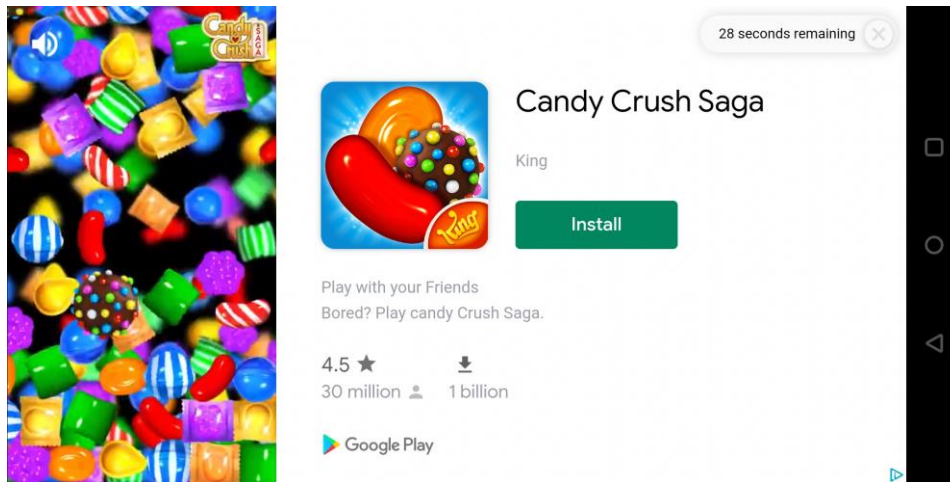 Candy
Crush
SAGA
28 seconds remaining
Candy Crush Saga
King
King
Install
Play with your Friends
Bored? Play candy Crush Saga.
4.5
30 million
1 billion
Google Play